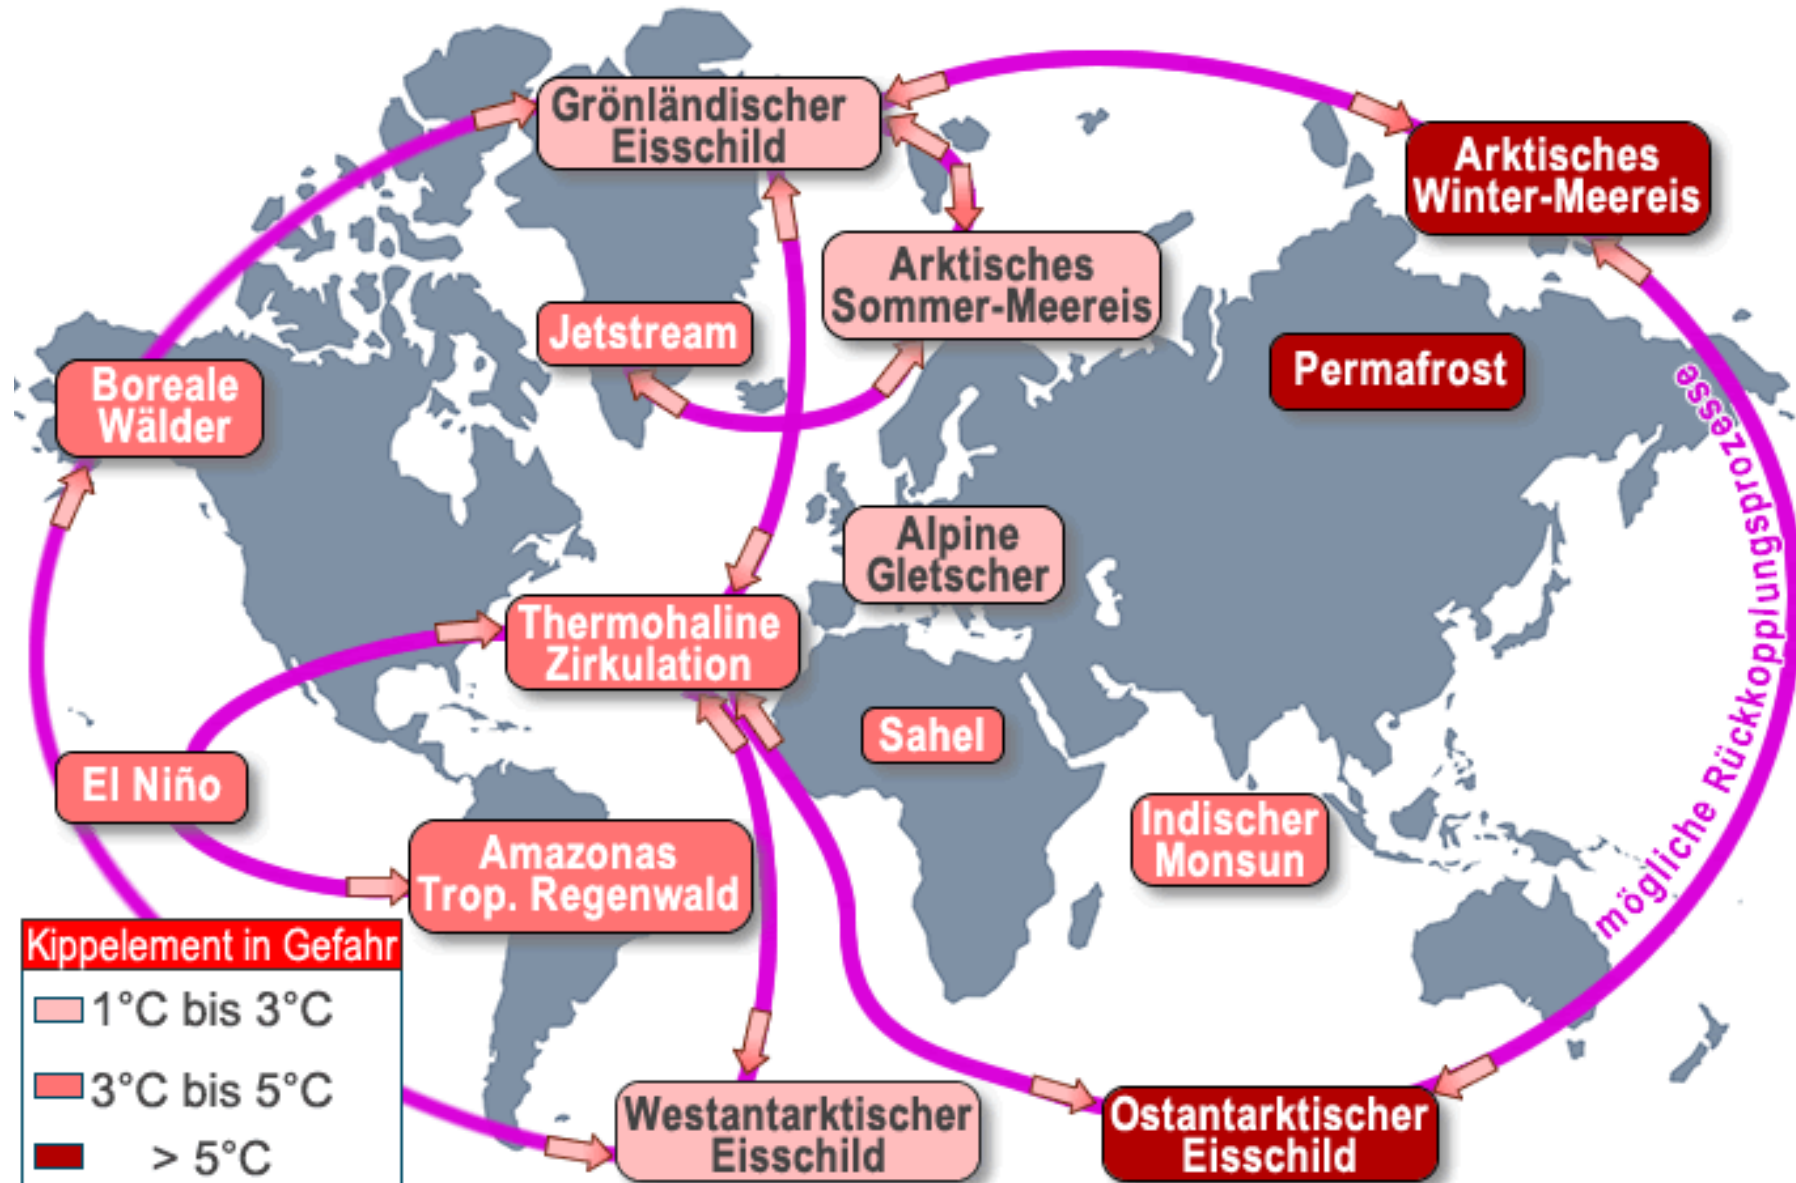 Grönländischer
Eisschild
Arktisches
Winter-Meereis
Arktisches
Sommer-Meereis
Jetstream
Permafrost
Boreale
Wälder
Alpine
Gletscher
Thermohaline
Zirkulation
Sahel
El Niño
Indischer
Monsun
Amazonas
Trop. Regenwald
mögliche Rückkopplungsprozesse
Kippelement in Gefahr
1°C bis 3°C
3°C bis 5°C
> 5°C
Westantarktischer
Eisschild
Ostantarktischer
Eisschild